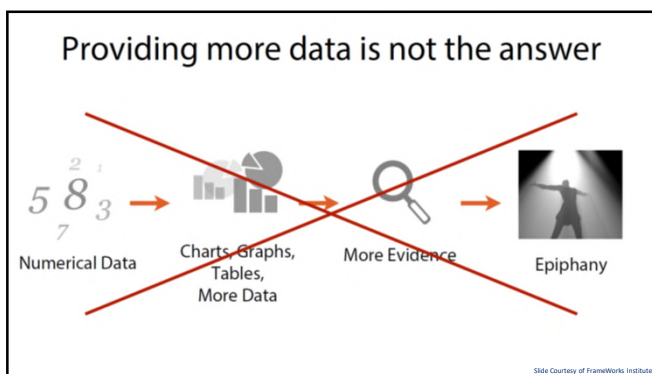 Providing more data is not the answer
2 1
5 8 3
7
Numerical Data
Charts, Graphs,
Tables,
More Data
More Evidence
Epiphany
Slide Courtesy of FrameWorks Institute